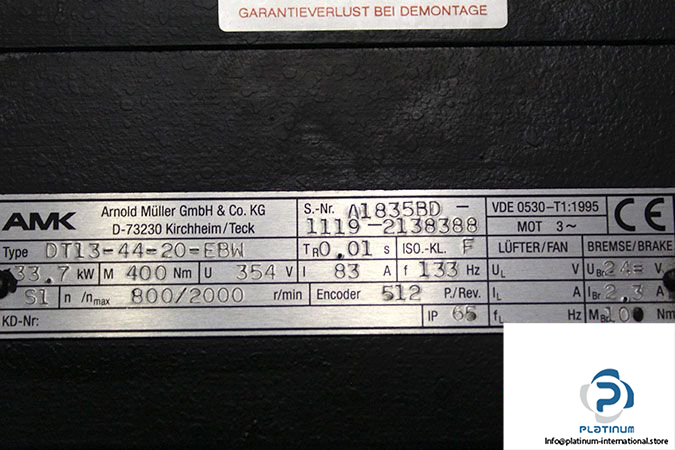 GARANTIEVERLUST BEI DEMONTAGE
AMK Arnold Müller GmbH & Co. KG
D-73230 Kirchheim/Teck
S.-Nr. A1835BD -
1119-2138388
VDE 0530-T1:1995
MOT 3~
CE
Type DT13-44-20-EBW
TR 0.01 s ISO.-KL. F
LÜFTER/FAN BREMSE/BRAKE
33.7 kW M 400 Nm U 354 V I 83 A f 133 Hz UL V UBr 24= V
S1 n/nmax 800/2000 r/min Encoder 512 P./Rev. IL A IBr 2.3 A
KD-Nr: IP 65 fL Hz MBr Nm
PLATINUM
Info@platinum-international.store